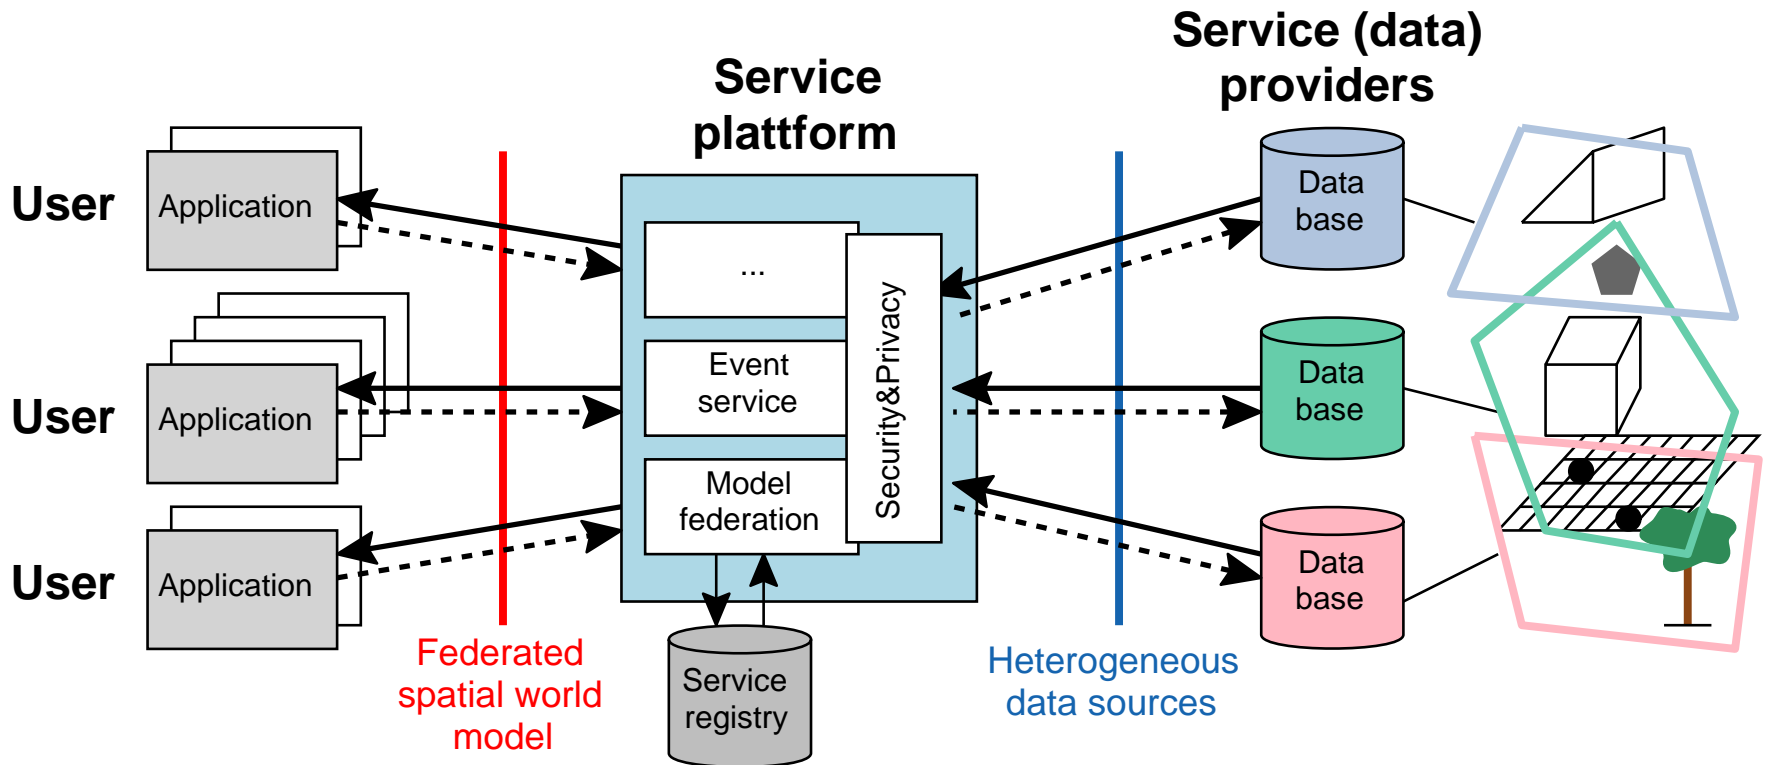 Service (data)
providers
Service
plattform
User
Application
User
Application
User
Application
...
Event
service
Model
federation
Security&Privacy
Data
base
Data
base
Data
base
Federated
spatial world
model
Service
registry
Heterogeneous
data sources